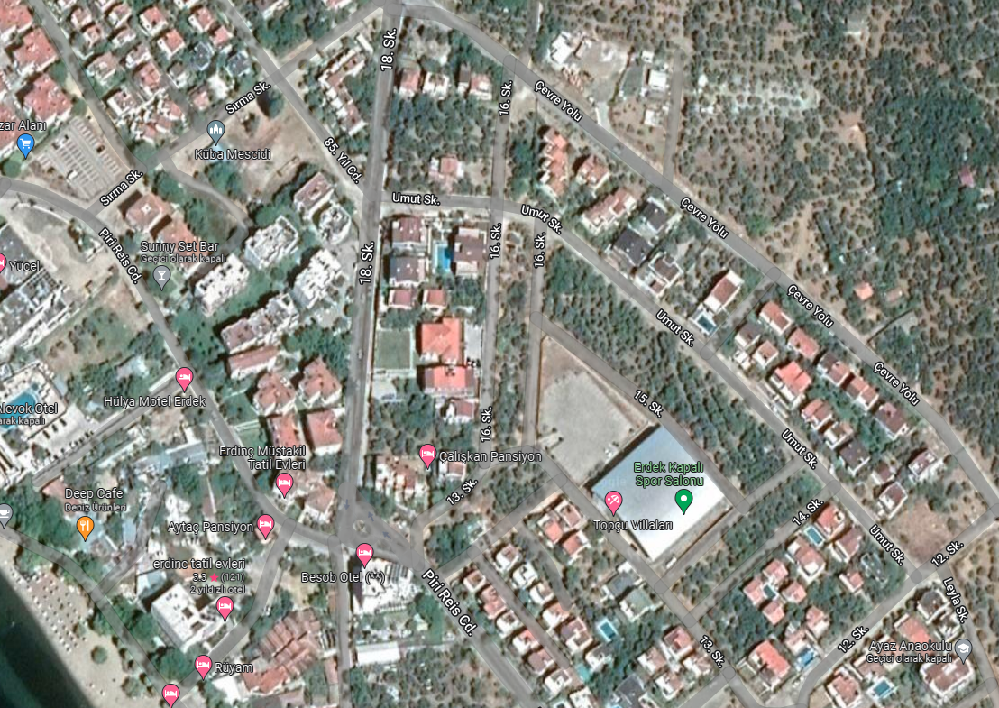 18. Sk.
Sırma Sk.
16. Sk.
Çevre Yolu
zar Alanı
Küba Mescidi
85. Yıl Cd.
Sırma Sk.
Umut Sk.
Umut Sk.
Çevre Yolu
Piri Reis Cd.
Sunny Set Bar
Geçici olarak kapalı
16. Sk.
16. Sk.
18. Sk.
Yücel
Çevre Yolu
Umut Sk.
Çevre Yolu
Hülya Motel Erdek
15. Sk.
Alevok Otel
arak kapalı
16. Sk.
Umut Sk.
Erdinç Müstakil
Tatil Evleri
Çalışkan Pansiyon
Erdek Kapalı
Spor Salonu
13. Sk.
Deep Cafe
Deniz Ürünleri
Aytaç Pansiyon
Topçu Villaları
14. Sk.
Umut Sk.
12. Sk.
erdinc tatil evleri
3.3 ★ (121)
2 yıldızlı otel
Besob Otel (**)
Piri Reis Cd.
Leyla Sk.
12. Sk.
13. Sk.
Ayaz Anaokulu
Geçici olarak kapalı
Rüyam